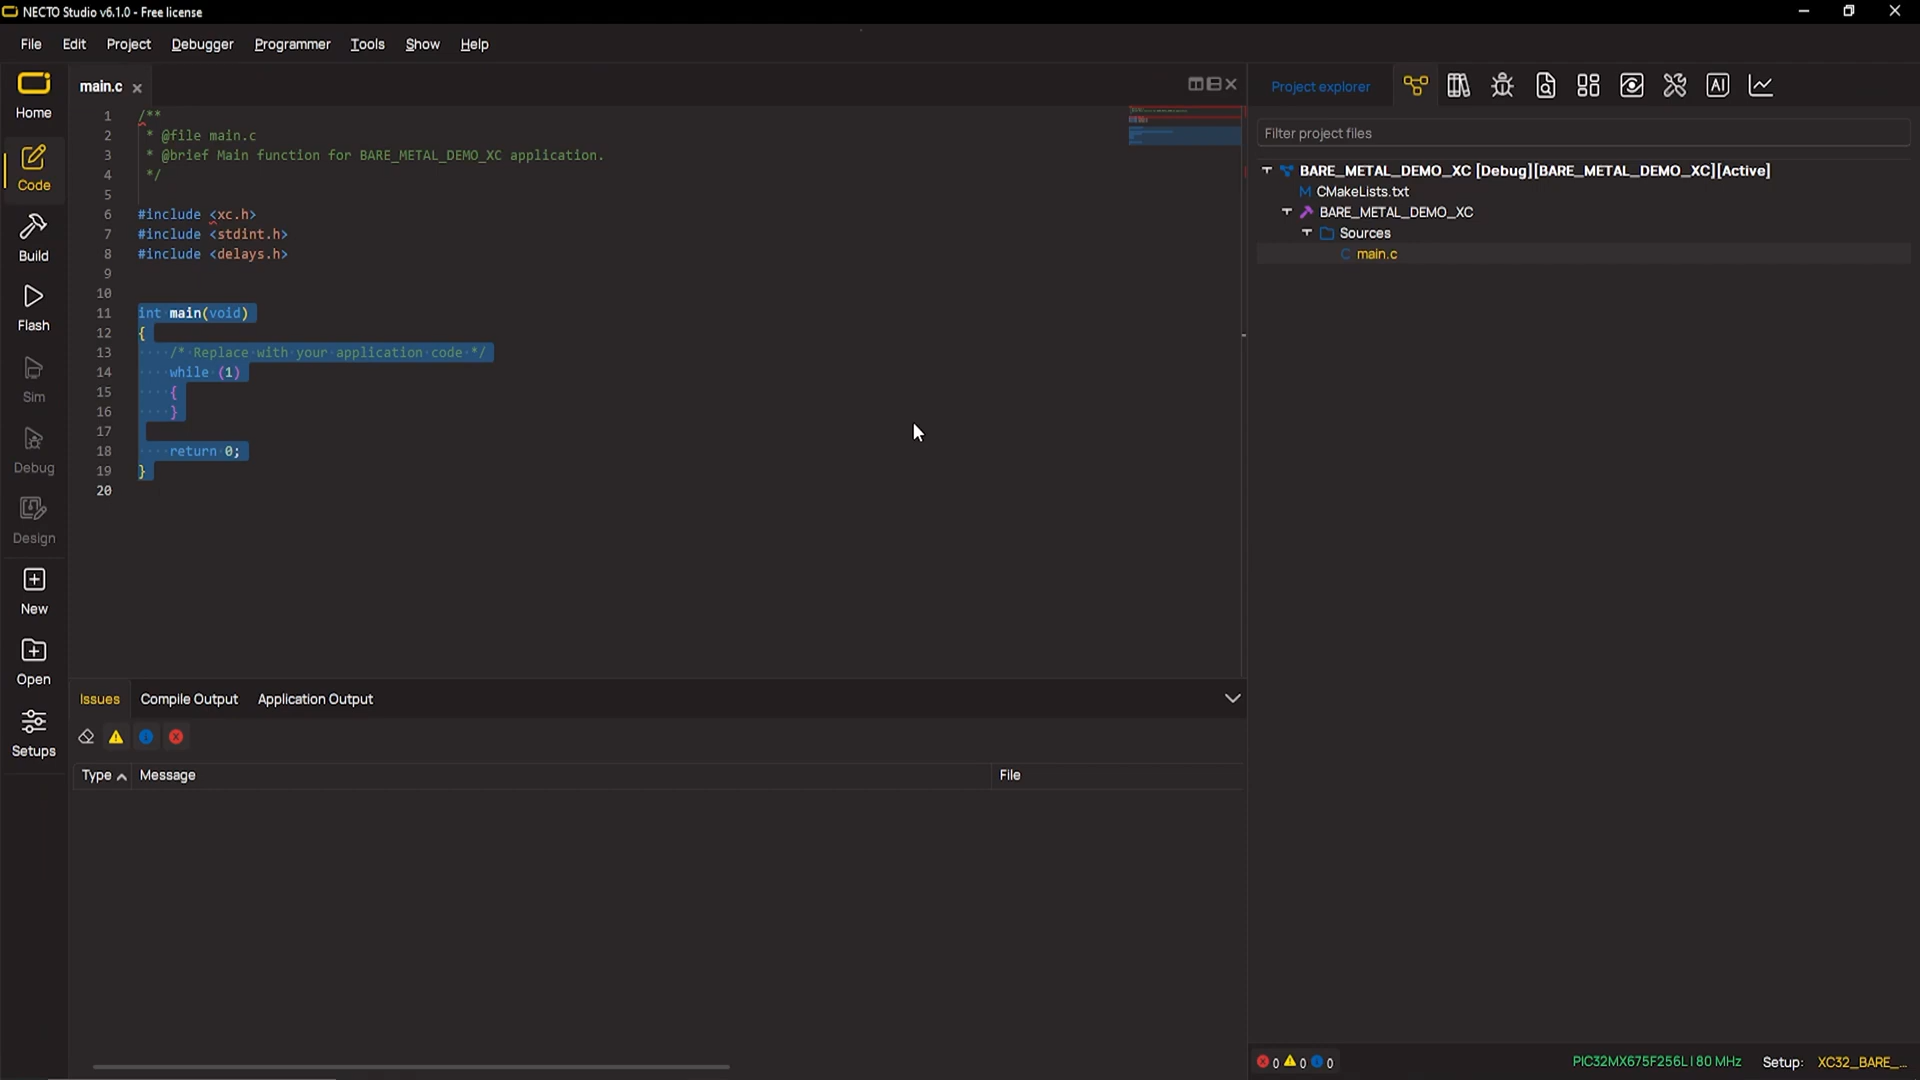 NECTO Studio v6.1.0 - Free license
File Edit Project Debugger Programmer Tools Show Help
Home
Code
Build
Flash
Sim
Debug
Design
New
Open
Setups
main.c
1 /**
2 * @file main.c
3 * @brief Main function for BARE_METAL_DEMO_XC application.
4 */
5
6 #include <xc.h>
7 #include <stdint.h>
8 #include <delays.h>
9
10
11 int main(void)
12 {
13 /* Replace with your application code */
14 while (1)
15 {
16 }
17
18 return 0;
19 }
20
Issues Compile Output Application Output
Type Message File
Project explorer
AI
Filter project files
BARE_METAL_DEMO_XC [Debug][BARE_METAL_DEMO_XC][Active]
M CMakeLists.txt
BARE_METAL_DEMO_XC
Sources
C main.c
0 0 0 PIC32MX675F256L | 80 MHz Setup: XC32_BARE_...